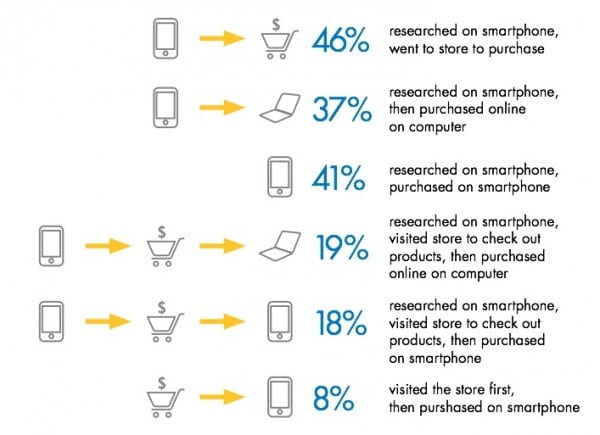 $
46%
researched on smartphone,
went to store to purchase
37%
researched on smartphone,
then purchased online
on computer
41%
researched on smartphone,
purchased on smartphone
$
19%
researched on smartphone,
visited store to check out
products, then purchased
online on computer
$
18%
researched on smartphone,
visited store to check out
products, then purchased
on smartphone
$
8%
visited the store first,
then purshased on smartphone